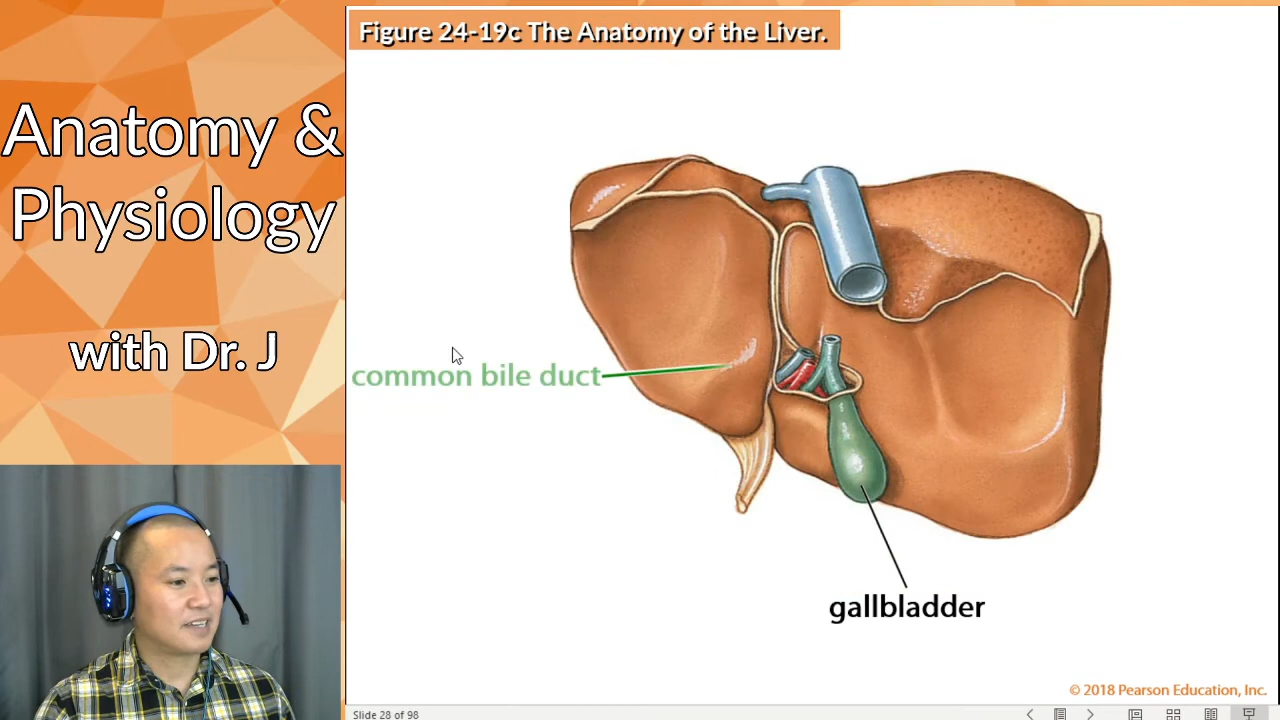 Figure 24-19c The Anatomy of the Liver.
Anatomy &
Physiology
with Dr. J
common bile duct
gallbladder
© 2018 Pearson Education, Inc.
Slide 28 of 98